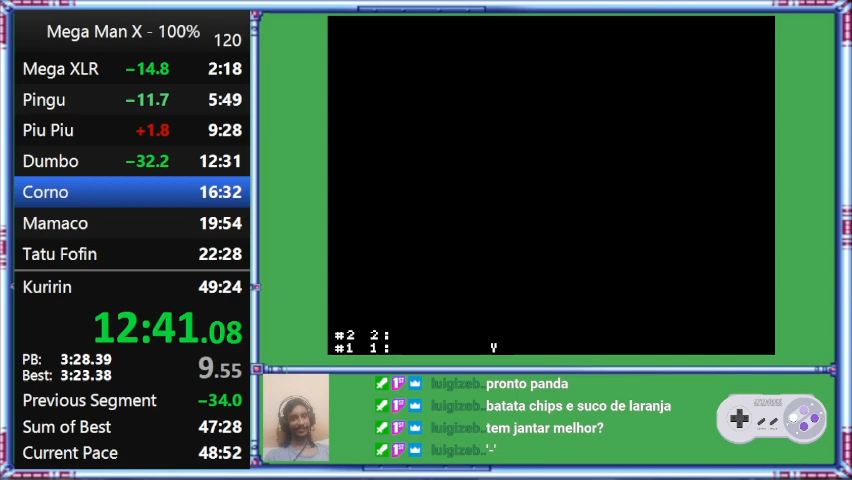 Mega Man X - 100%
120
Mega XLR -14.8 2:18
Pingu -11.7 5:49
Piu Piu +1.8 9:28
Dumbo -32.2 12:31
Corno 16:32
Mamaco 19:54
Tatu Fofin 22:28
Kuririn 49:24
12:41.08
PB: 3:28.39
Best: 3:23.38
9.55
Previous Segment -34.0
Sum of Best 47:28
Current Pace 48:52
#2 2:
#1 1: Y
luigizeb.. pronto panda
luigizeb.. batata chips e suco de laranja
luigizeb.. tem jantar melhor?
luigizeb.. '-'